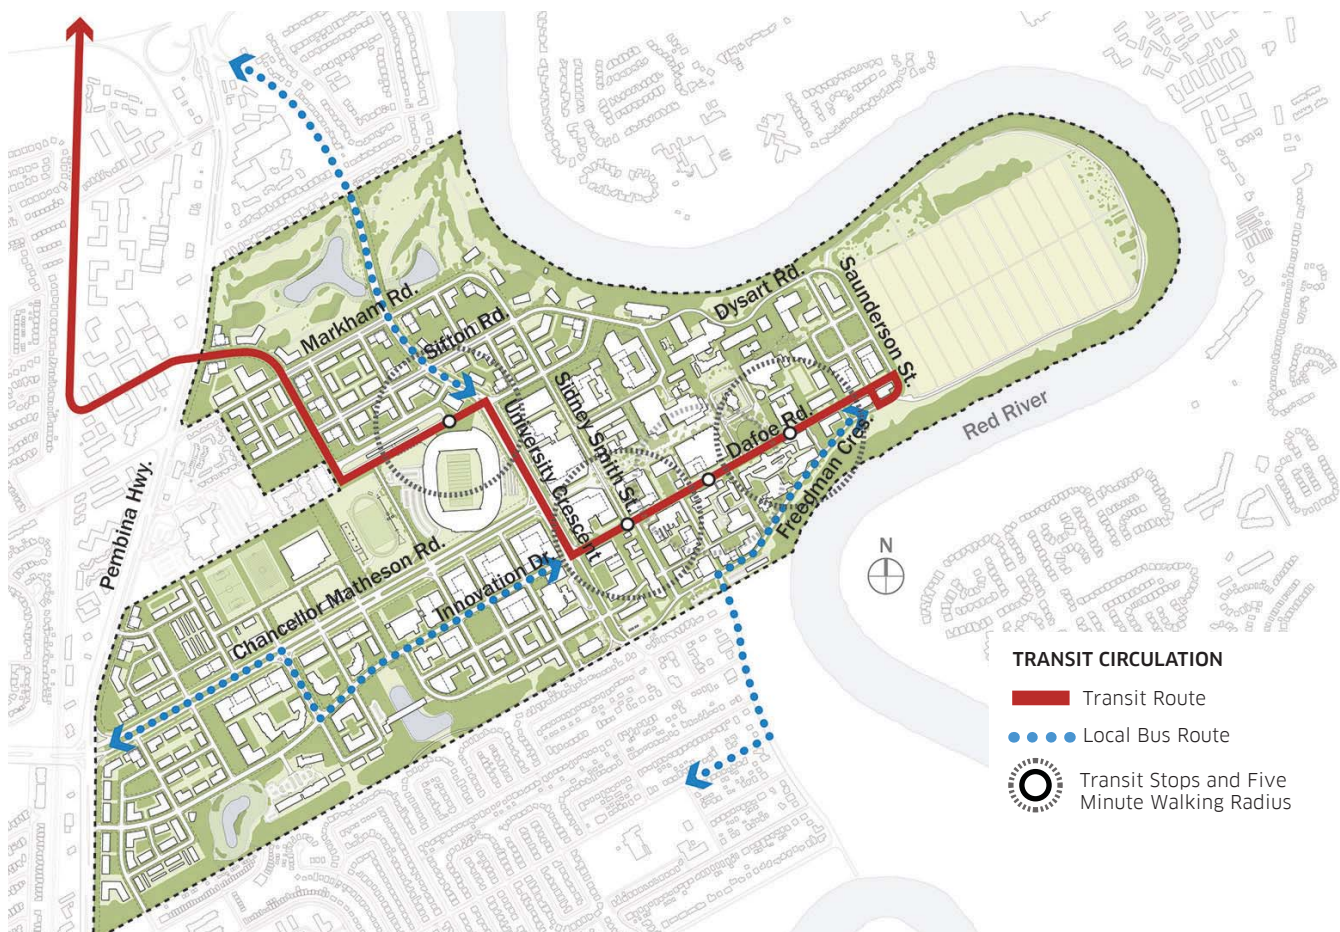 Markham Rd.
Sifton Rd.
Dysart Rd.
Saunderson St.
Sidney Smith St.
University Crescent
Dafoe Rd.
Freedman Cres.
Red River
Pembina Hwy.
Chancellor Matheson Rd.
Innovation Dr.
N
TRANSIT CIRCULATION
Transit Route
Local Bus Route
Transit Stops and Five
Minute Walking Radius